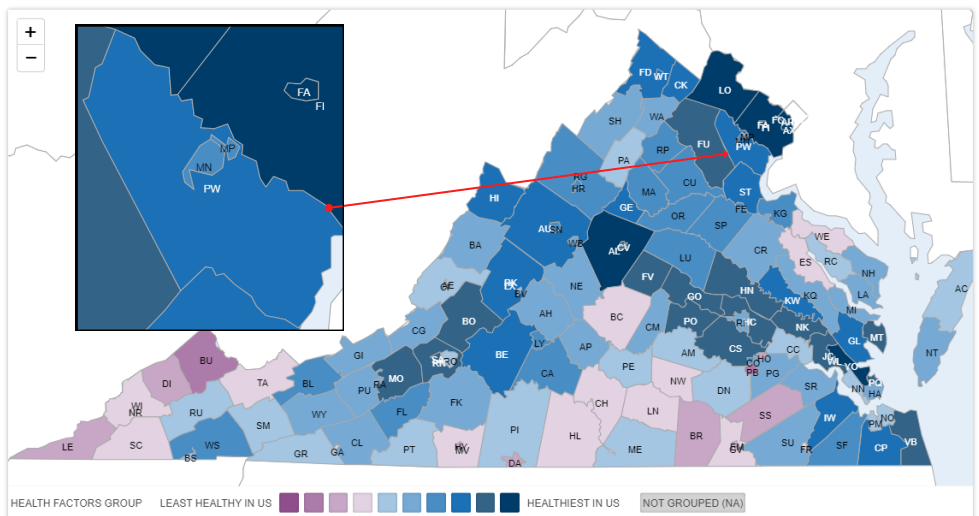 +
−
FA
FI
MP
MN
PW
FD
WT
CK
LO
SH
WA
FU
PW
FI
AX
PA
RP
RG
HR
MA
CU
ST
HI
GE
FE
KG
AU
SN
OR
SP
WE
BA
WB
AL
CV
LU
CR
ES
RC
NH
FV
HN
KW
KQ
LA
AC
NE
BV
GO
MI
AH
BC
BO
CG
CM
PO
RI
HC
NK
GL
MT
NT
LY
AP
CS
CC
JC
WL
YO
GI
BE
AM
HO
BU
RO
PE
CO
PB
PG
DI
TA
BL
MO
RA
PU
CA
NW
DN
SR
NN
PQ
HA
WI
NR
RU
WY
FL
FK
CH
LN
SS
IW
NO
PM
SM
PI
HL
BR
LE
SC
WS
BS
GR
GA
CL
PT
MV
DA
ME
EM
GV
SU
FR
SF
CP
VB
HEALTH FACTORS GROUP LEAST HEALTHY IN US HEALTHIEST IN US NOT GROUPED (NA)